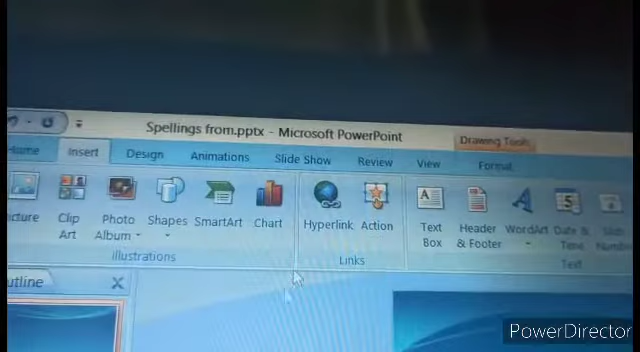 Spellings from.pptx - Microsoft PowerPoint
Drawing Tools
Home Insert Design Animations Slide Show Review View Format
Clip Art
Photo Album
Shapes
SmartArt
Chart
Hyperlink
Action
Text Box
Header & Footer
WordArt
Date & Time
Illustrations
Links
Text
PowerDirector